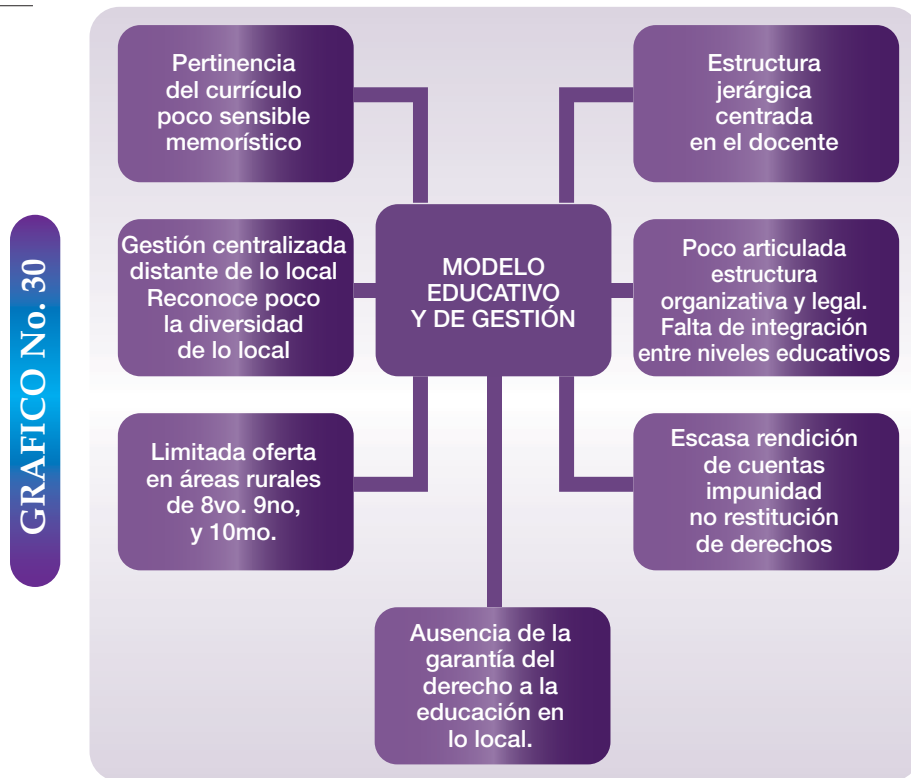 GRAFICO No. 30
Pertinencia
del currículo
poco sensible
memorístico
Estructura
jerárgica
centrada
en el docente
Gestión centralizada
distante de lo local
Reconoce poco
la diversidad
de lo local
MODELO
EDUCATIVO
Y DE GESTIÓN
Poco articulada
estructura
organizativa y legal.
Falta de integración
entre niveles educativos
Limitada oferta
en áreas rurales
de 8vo. 9no,
y 10mo.
Escasa rendición
de cuentas
impunidad
no restitución
de derechos
Ausencia de la
garantía del
derecho a la
educación en
lo local.